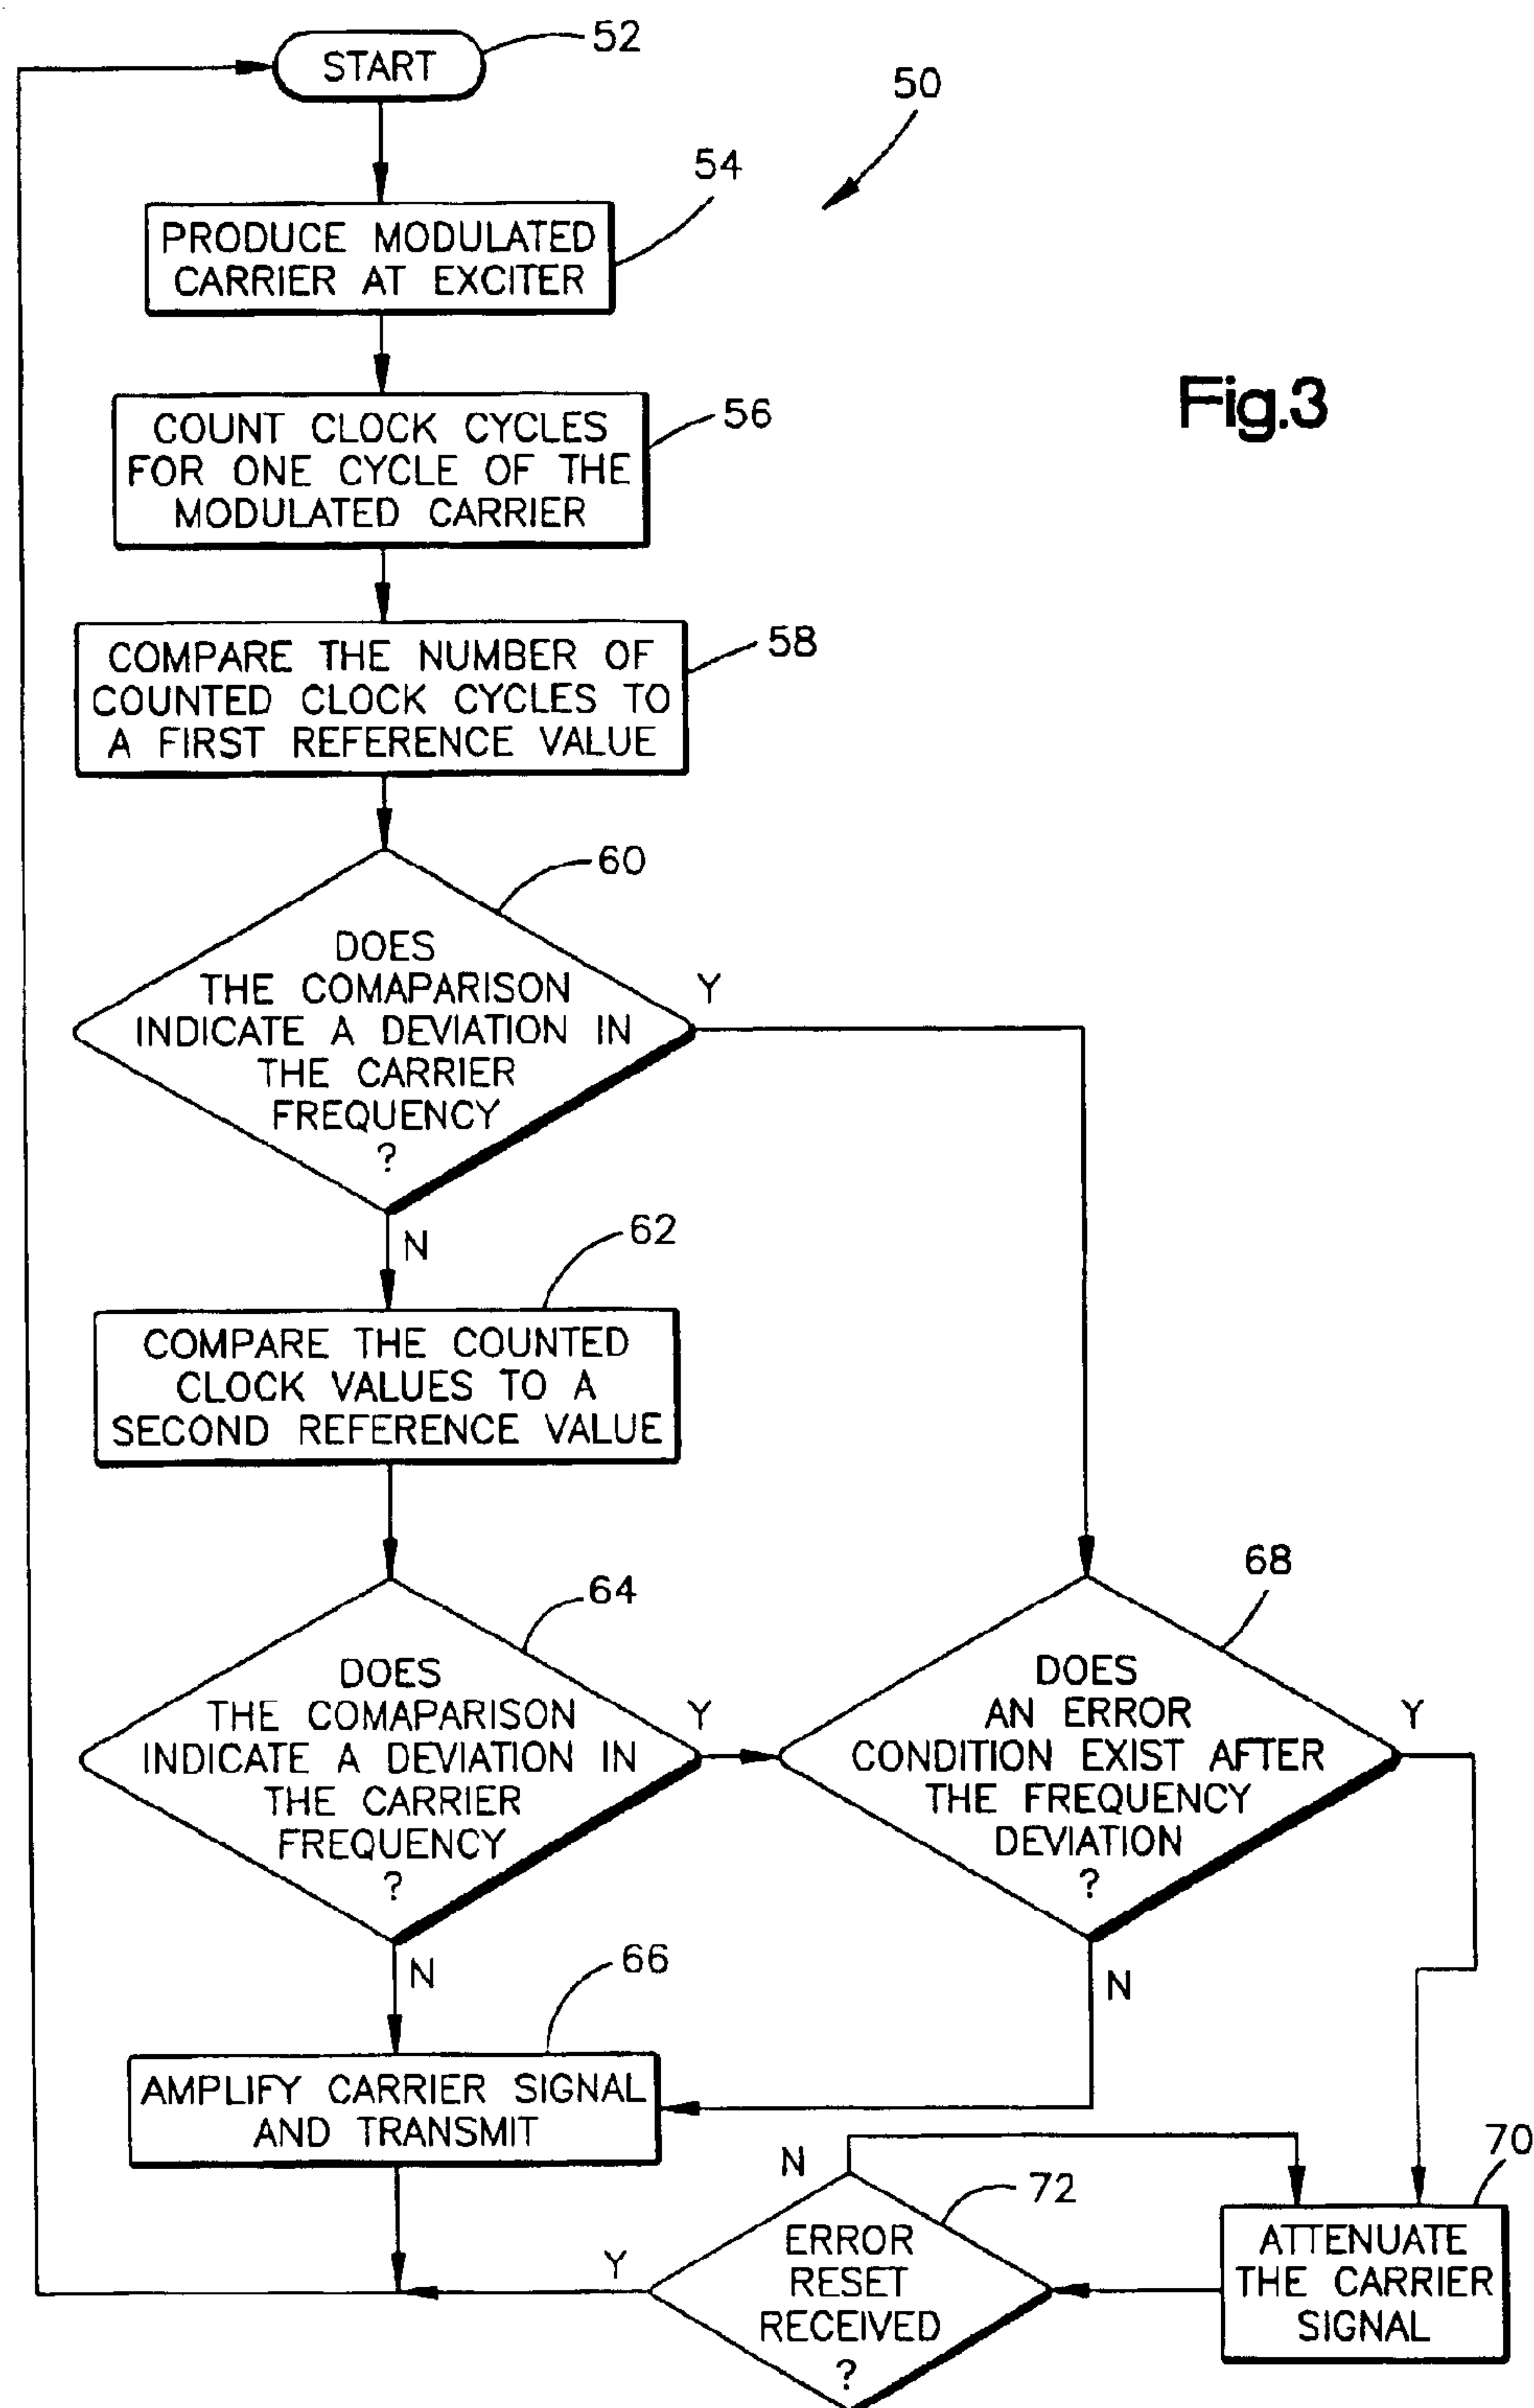 START
52
50
54
PRODUCE MODULATED
CARRIER AT EXCITER
Fig.3
COUNT CLOCK CYCLES
FOR ONE CYCLE OF THE
MODULATED CARRIER
56
COMPARE THE NUMBER OF
COUNTED CLOCK CYCLES TO
A FIRST REFERENCE VALUE
58
60
DOES
THE COMAPARISON
INDICATE A DEVIATION IN
THE CARRIER
FREQUENCY
?
Y
N
62
COMPARE THE COUNTED
CLOCK VALUES TO A
SECOND REFERENCE VALUE
64
DOES
THE COMAPARISON
INDICATE A DEVIATION IN
THE CARRIER
FREQUENCY
?
Y
N
68
DOES
AN ERROR
CONDITION EXIST AFTER
THE FREQUENCY
DEVIATION
?
Y
N
66
AMPLIFY CARRIER SIGNAL
AND TRANSMIT
70
ATTENUATE
THE CARRIER
SIGNAL
72
ERROR
RESET
RECEIVED
?
N
Y